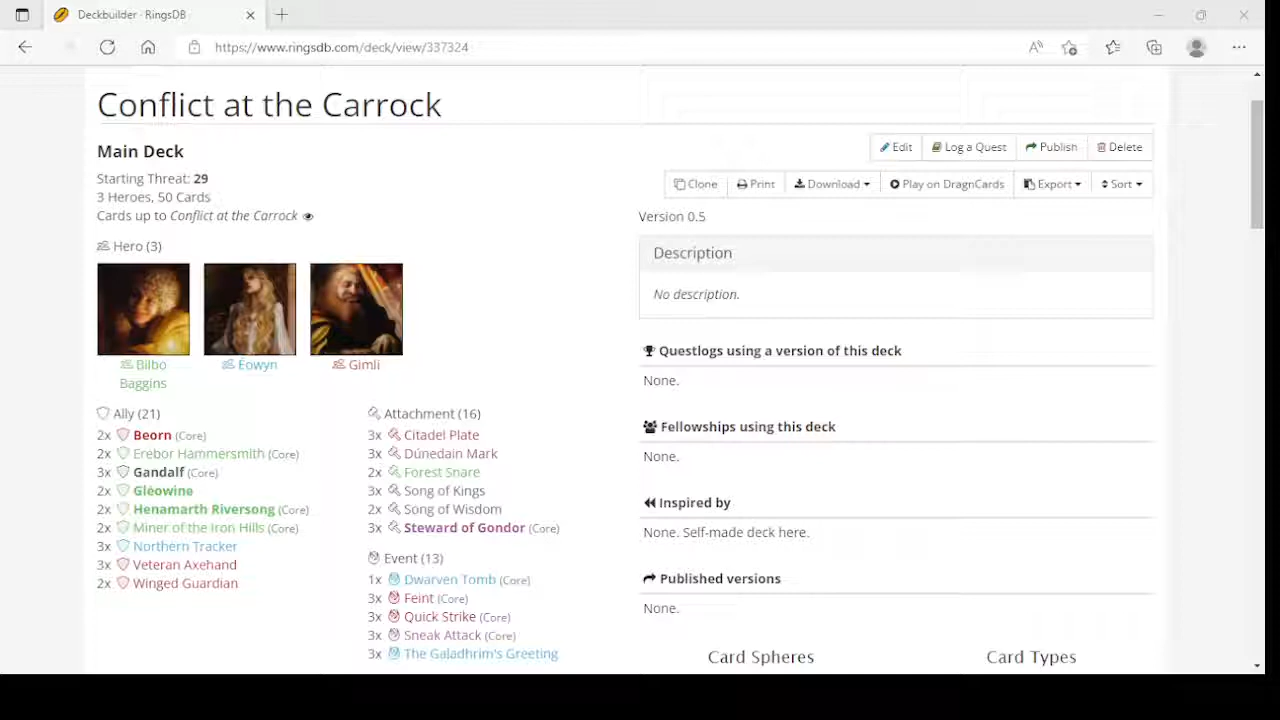 Deckbuilder · RingsDB
https://www.ringsdb.com/deck/view/337324
Conflict at the Carrock
Main Deck
Starting Threat: 29
3 Heroes, 50 Cards
Cards up to Conflict at the Carrock
Hero (3)
Bilbo Baggins
Éowyn
Gimli
Ally (21)
2x Beorn (Core)
2x Erebor Hammersmith (Core)
3x Gandalf (Core)
2x Gléowine
2x Henamarth Riversong (Core)
2x Miner of the Iron Hills (Core)
3x Northern Tracker
3x Veteran Axehand
2x Winged Guardian
Attachment (16)
3x Citadel Plate
3x Dúnedain Mark
2x Forest Snare
3x Song of Kings
2x Song of Wisdom
3x Steward of Gondor (Core)
Event (13)
1x Dwarven Tomb (Core)
3x Feint (Core)
3x Quick Strike (Core)
3x Sneak Attack (Core)
3x The Galadhrim's Greeting
Edit Log a Quest Publish Delete
Clone Print Download Play on DragnCards Export Sort
Version 0.5
Description
No description.
Questlogs using a version of this deck
None.
Fellowships using this deck
None.
Inspired by
None. Self-made deck here.
Published versions
None.
Card Spheres Card Types